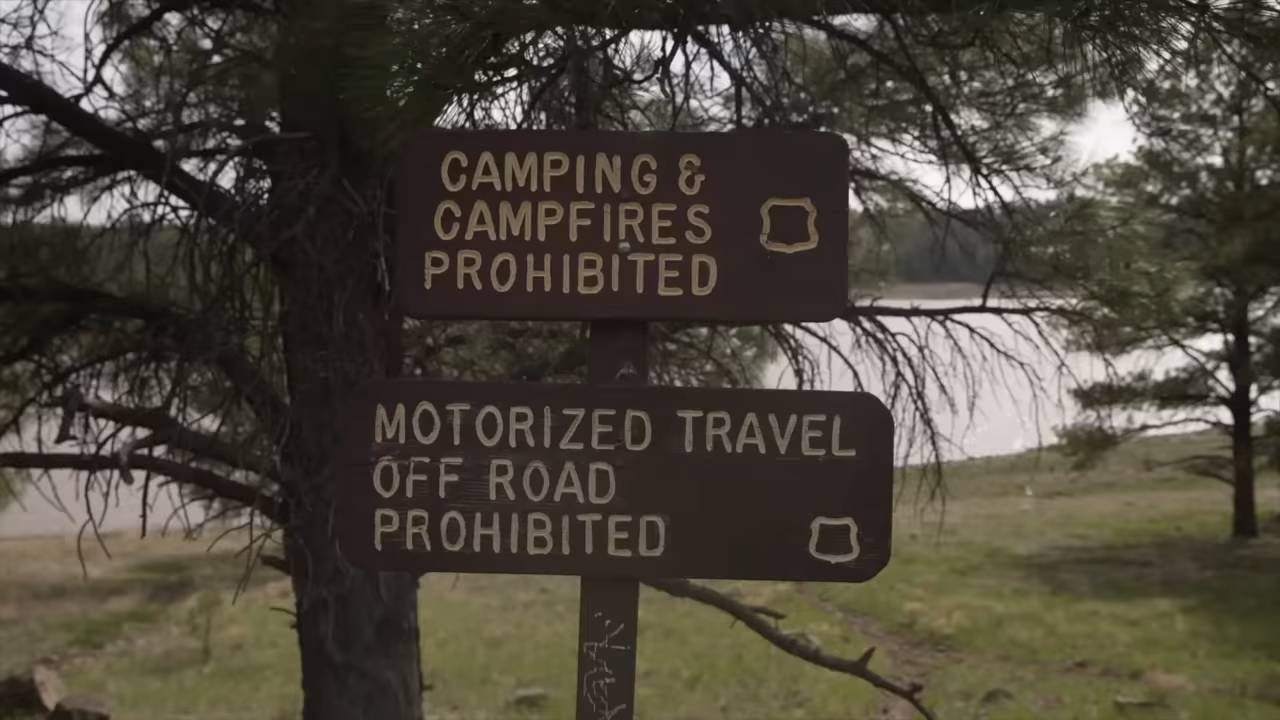 CAMPING &
CAMPFIRES
PROHIBITED
MOTORIZED TRAVEL
OFF ROAD
PROHIBITED